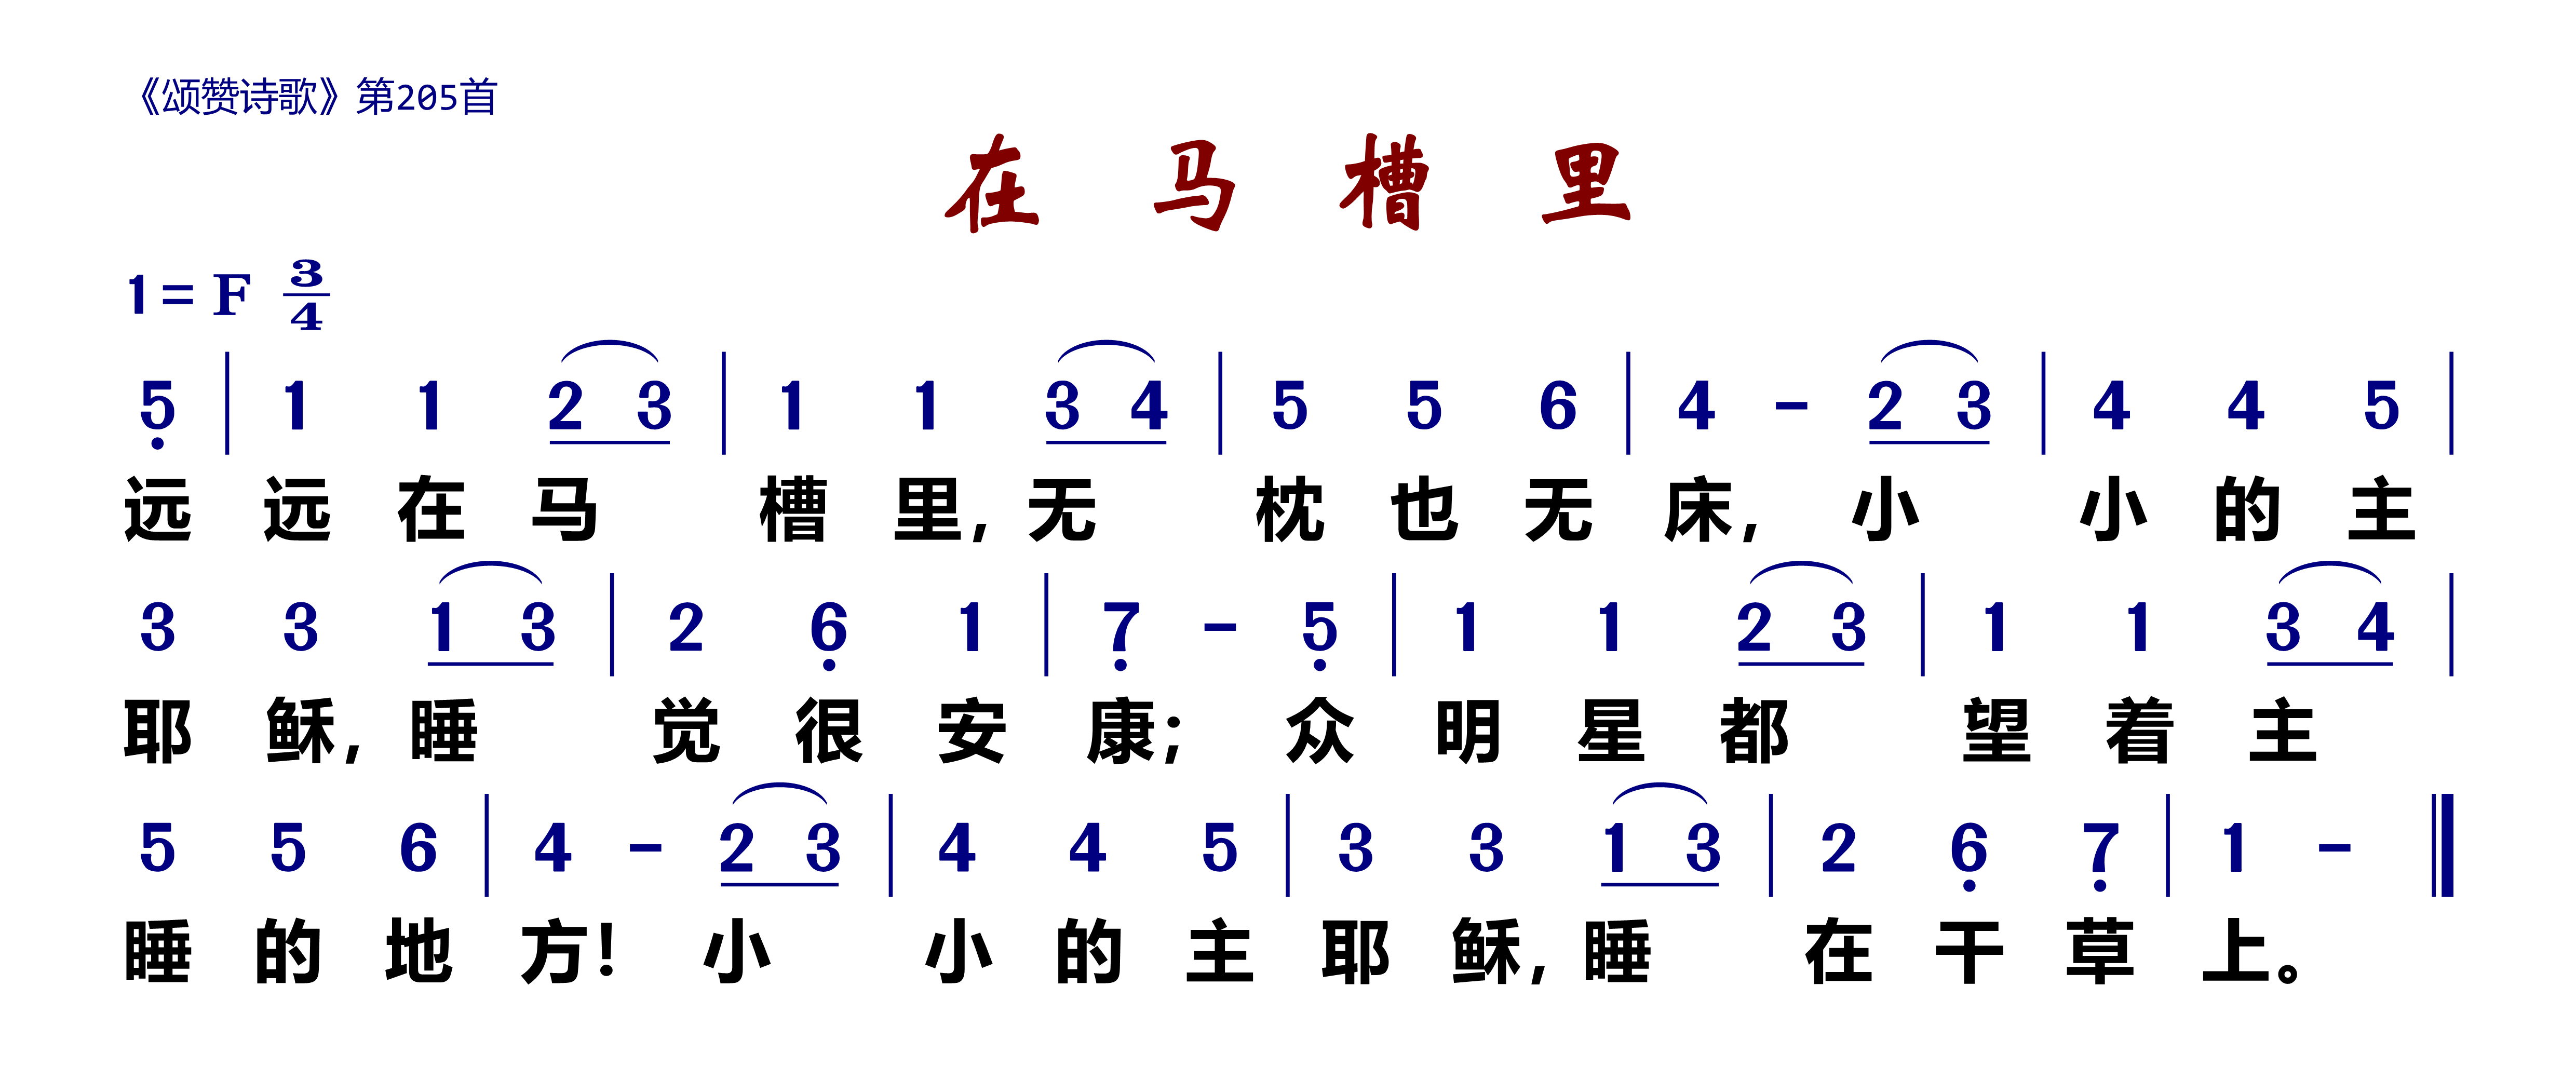 《颂赞诗歌》第205首
在 马 槽 里
1 = F 3/4
5̣ | 1 1 2 3 | 1 1 3 4 | 5 5 6 | 4 - 2 3 | 4 4 5 |
远 远 在 马 槽 里, 无 枕 也 无 床, 小 小 的 主
3 3 1 3 | 2 6̣ 1 | 7̣ - 5̣ | 1 1 2 3 | 1 1 3 4 |
耶 稣, 睡 觉 很 安 康; 众 明 星 都 望 着 主
5 5 6 | 4 - 2 3 | 4 4 5 | 3 3 1 3 | 2 6̣ 7̣ | 1 - ‖
睡 的 地 方! 小 小 的 主 耶 稣, 睡 在 干 草 上。